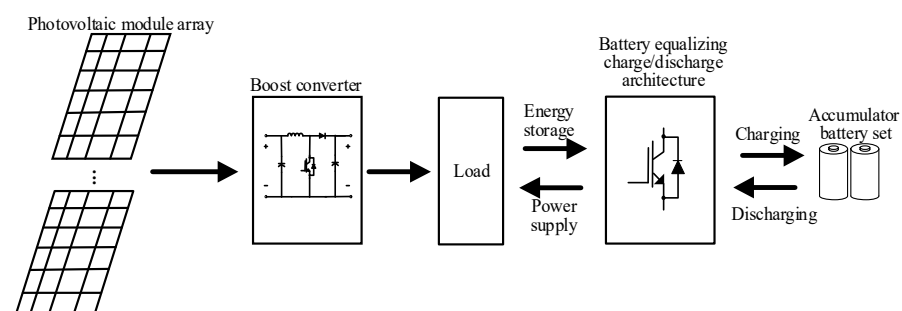 Photovoltaic module array
Boost converter
+
+
-
-
Load
Energy
storage
Power
supply
Battery equalizing
charge/discharge
architecture
Charging
Discharging
Accumulator
battery set